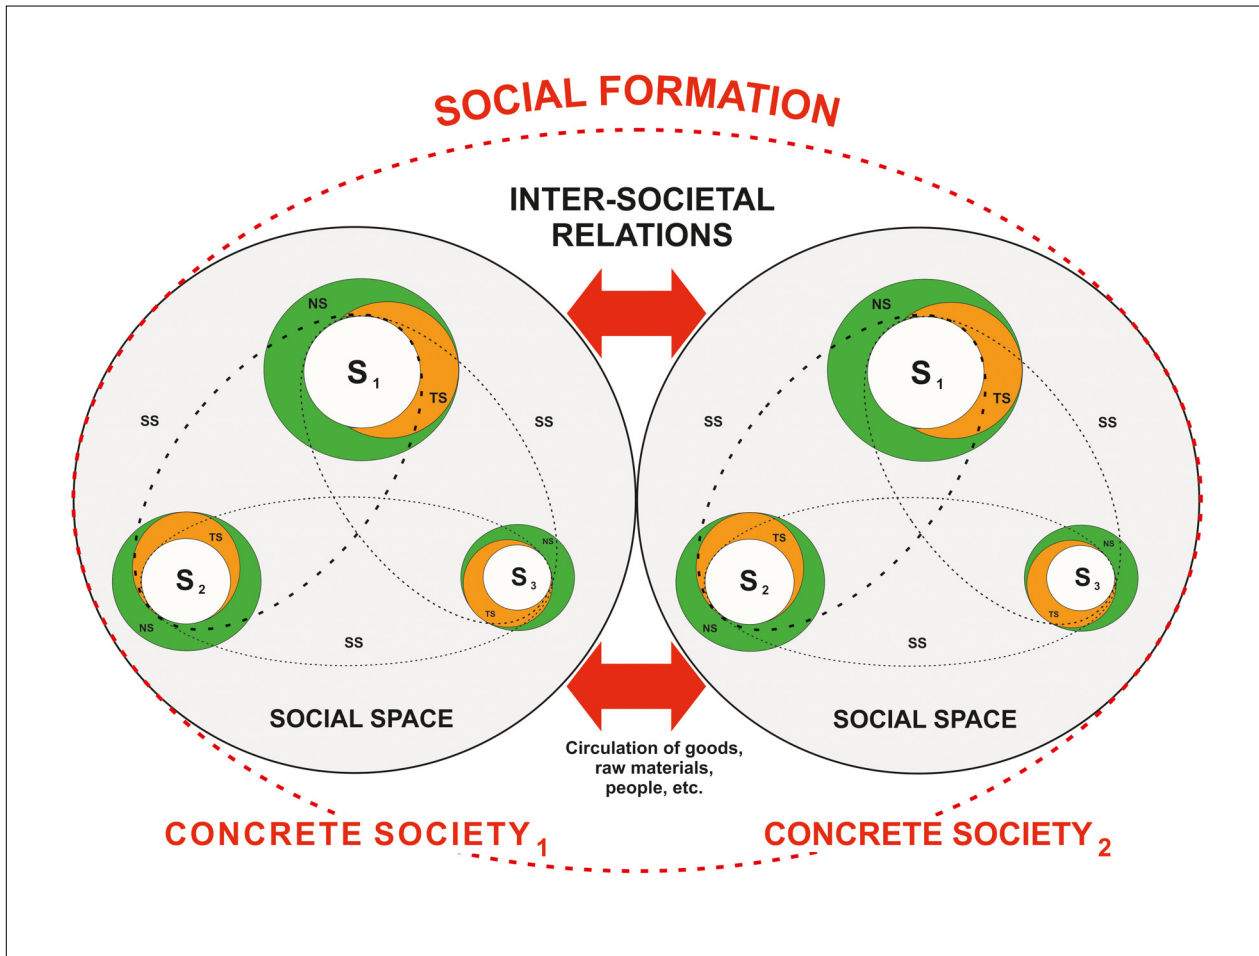 SOCIAL FORMATION
INTER-SOCIETAL
RELATIONS
NS
S1
TS
SS
SS
TS
S2
NS
NS
S3
TS
SS
SOCIAL SPACE
NS
S1
TS
SS
SS
TS
S2
NS
NS
S3
TS
SS
SOCIAL SPACE
Circulation of goods,
raw materials,
people, etc.
CONCRETE SOCIETY1
CONCRETE SOCIETY2